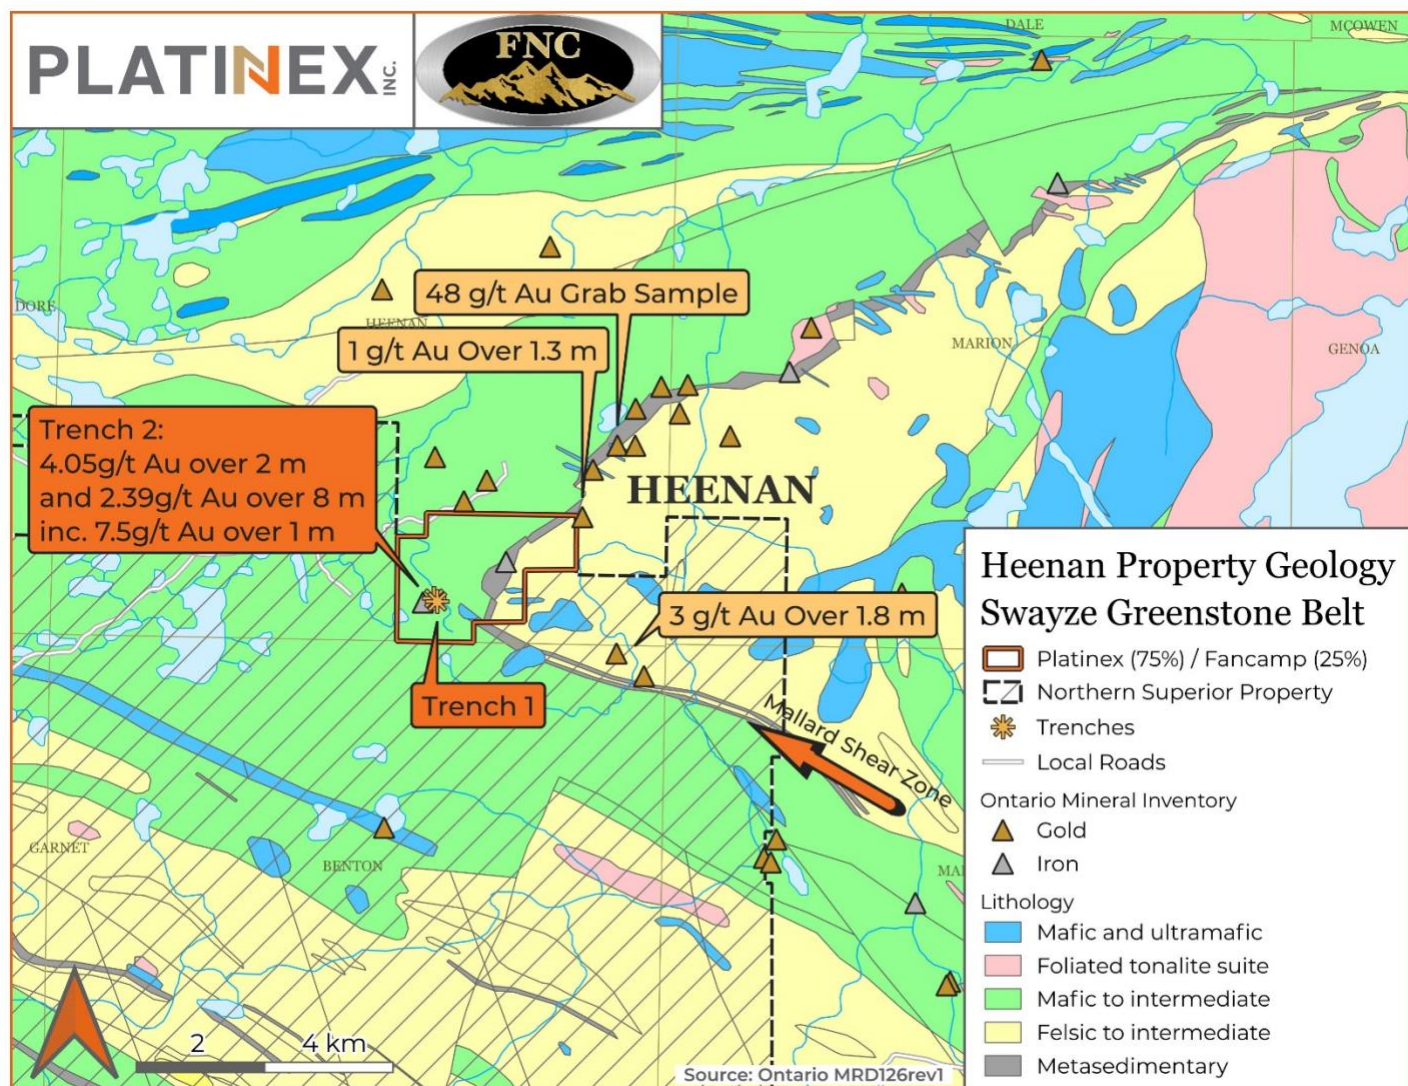 PLATINEX INC.
FNC
DALE
MCOWEN
48 g/t Au Grab Sample
DORE
HEENAN
1 g/t Au Over 1.3 m
MARION
GENOA
Trench 2:
4.05g/t Au over 2 m
and 2.39g/t Au over 8 m
inc. 7.5g/t Au over 1 m
HEENAN
3 g/t Au Over 1.8 m
Trench 1
Mallard Shear Zone
GARNET
BENTON
2
4 km
Source: Ontario MRD126rev1
Heenan Property Geology
Swayze Greenstone Belt
Platinex (75%) / Fancamp (25%)
Northern Superior Property
Trenches
Local Roads
Ontario Mineral Inventory
Gold
Iron
Lithology
Mafic and ultramafic
Foliated tonalite suite
Mafic to intermediate
Felsic to intermediate
Metasedimentary